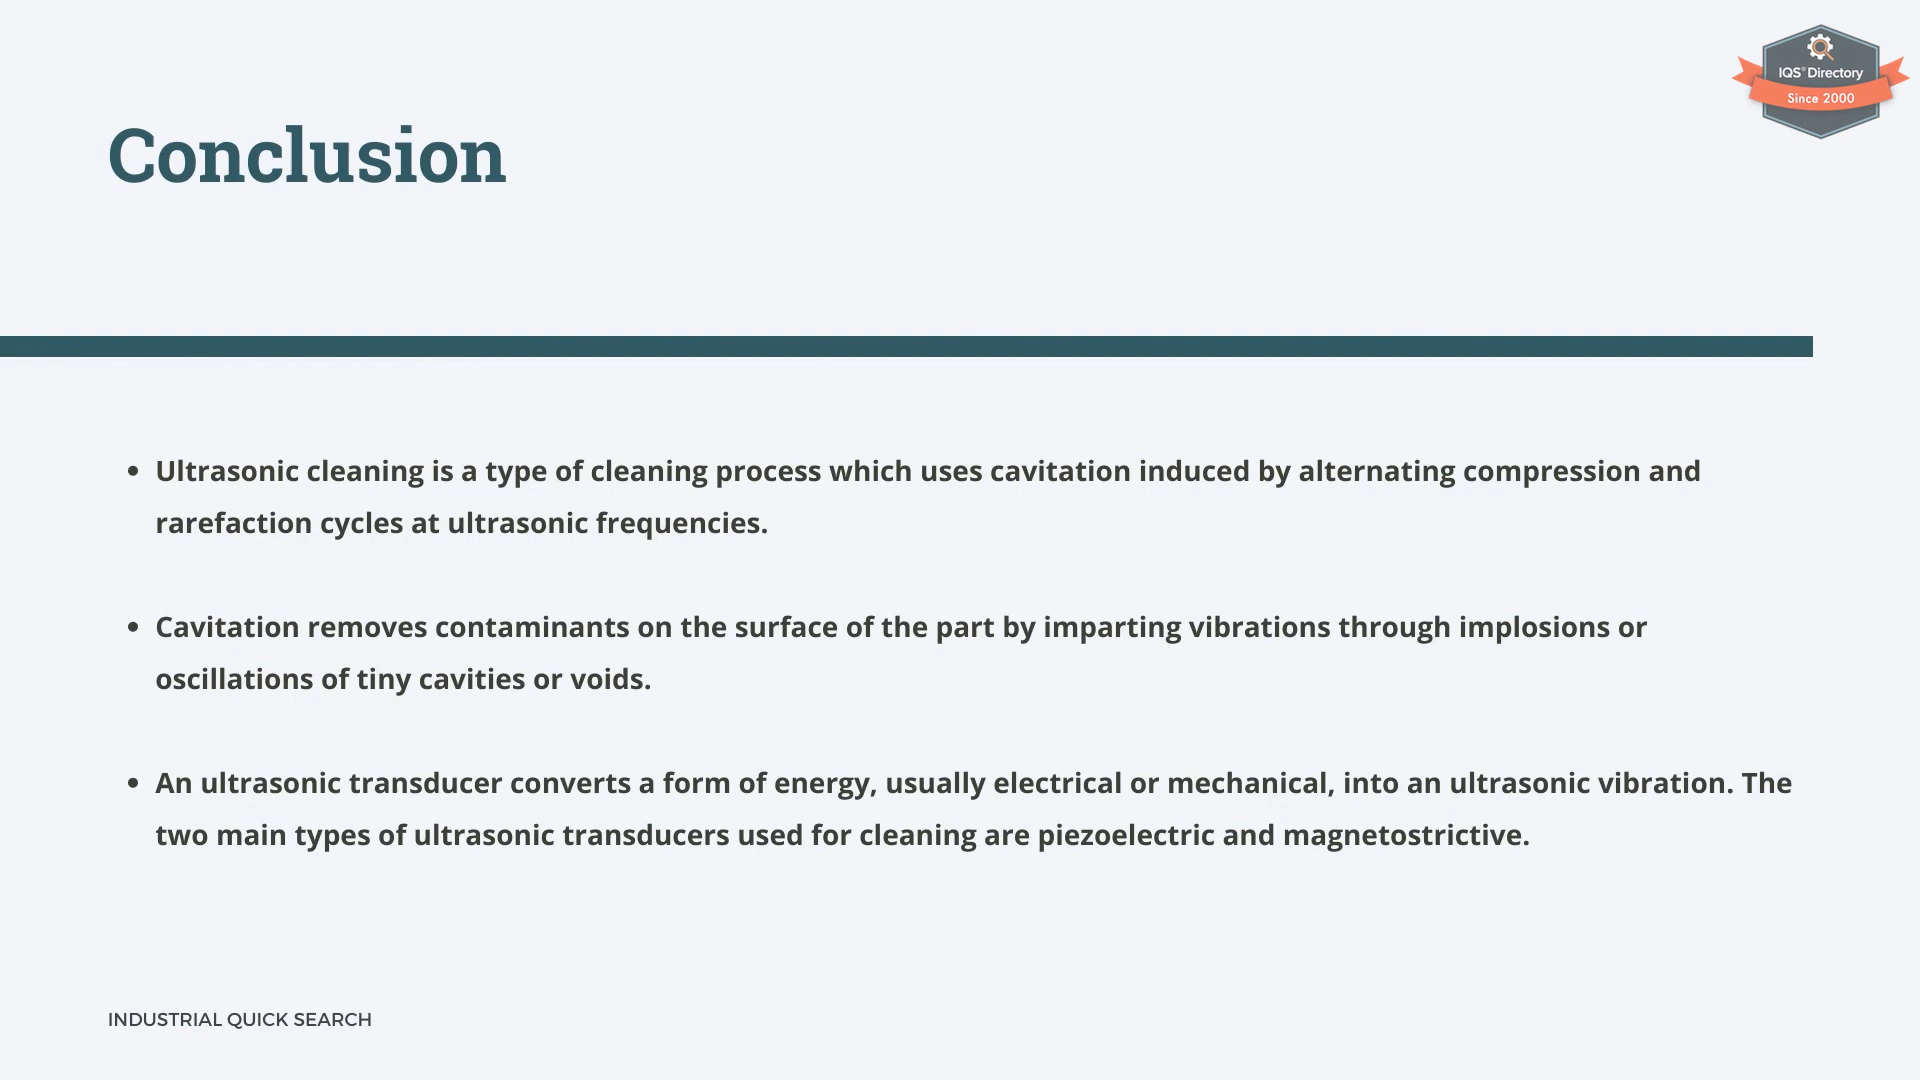 IQS® Directory
Since 2000
Conclusion
• Ultrasonic cleaning is a type of cleaning process which uses cavitation induced by alternating compression and
rarefaction cycles at ultrasonic frequencies.
• Cavitation removes contaminants on the surface of the part by imparting vibrations through implosions or
oscillations of tiny cavities or voids.
• An ultrasonic transducer converts a form of energy, usually electrical or mechanical, into an ultrasonic vibration. The
two main types of ultrasonic transducers used for cleaning are piezoelectric and magnetostrictive.
INDUSTRIAL QUICK SEARCH